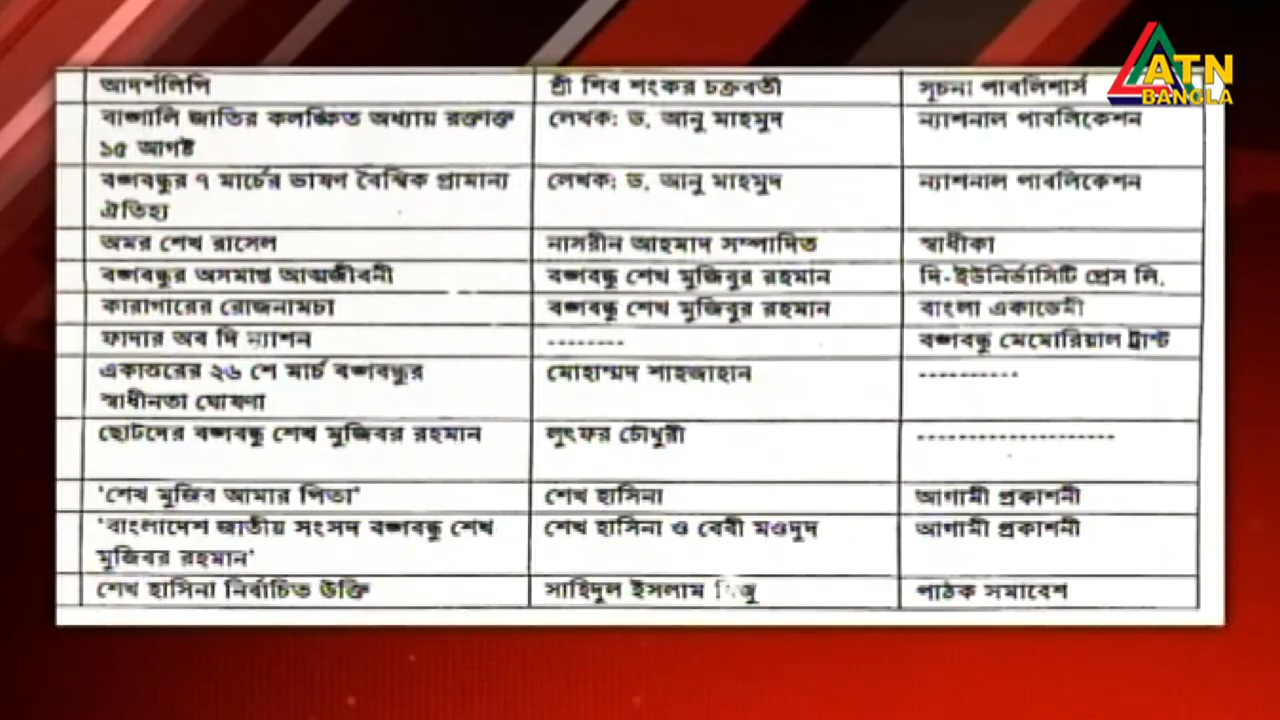 ATN
BANGLA
আদর্শলিপি শ্রী শিব শংকর চক্রবর্তী সূচনা পাবলিশার্স
বাঙ্গালি জাতির কলঙ্কিত অধ্যায় রক্তাক্ত লেখক: ড. আনু মাহমুদ ন্যাশনাল পাবলিকেশন
১৫ আগষ্ট
বঙ্গবন্ধুর ৭ মার্চের ভাষণ বৈশ্বিক প্রামান্য লেখক: ড. আনু মাহমুদ ন্যাশনাল পাবলিকেশন
ঐতিহ্য
অমর শেখ রাসেল নাসরীন আহমাদ সম্পাদিত স্বাধীকা
বঙ্গবন্ধুর অসমাপ্ত আত্মজীবনী বঙ্গবন্ধু শেখ মুজিবুর রহমান দি-ইউনির্ভাসিটি প্রেস লি.
কারাগারের রোজনামচা বঙ্গবন্ধু শেখ মুজিবুর রহমান বাংলা একাডেমী
ফাদার অব দি ন্যাশন -------- বঙ্গবন্ধু মেমোরিয়াল ট্রাস্ট
একাত্তরের ২৬ শে মার্চ বঙ্গবন্ধুর মোহাম্মদ শাহজাহান ----------
স্বাধীনতা ঘোষণা
ছোটদের বঙ্গবন্ধু শেখ মুজিবর রহমান লুৎফর চৌধুরী --------------------
'শেখ মুজিব আমার পিতা' শেখ হাসিনা আগামী প্রকাশনী
'বাংলাদেশ জাতীয় সংসদ বঙ্গবন্ধু শেখ শেখ হাসিনা ও বেবী মওদুদ আগামী প্রকাশনী
মুজিবর রহমান'
শেখ হাসিনা নির্বাচিত উক্তি সাহিদুল ইসলাম পাঠক সমাবেশ